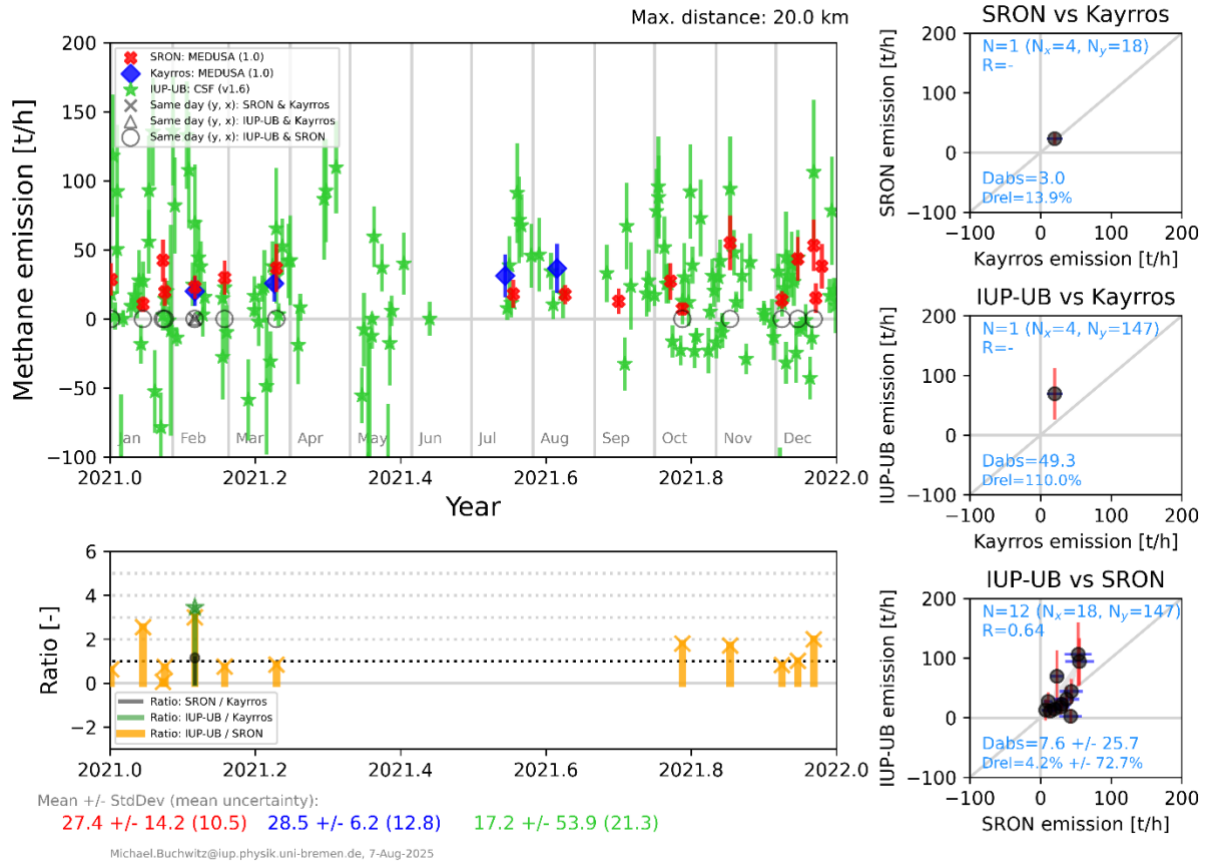 Max. distance: 20.0 km
Methane emission [t/h]
200
150
100
50
0
−50
−100
SRON: MEDUSA (1.0)
Kayrros: MEDUSA (1.0)
IUP-UB: CSF (v1.6)
Same day (y, x): SRON & Kayrros
Same day (y, x): IUP-UB & Kayrros
Same day (y, x): IUP-UB & SRON
Jan Feb Mar Apr May Jun Jul Aug Sep Oct Nov Dec
2021.0 2021.2 2021.4 2021.6 2021.8 2022.0
Year
Ratio [-]
6
4
2
0
−2
Ratio: SRON / Kayrros
Ratio: IUP-UB / Kayrros
Ratio: IUP-UB / SRON
2021.0 2021.2 2021.4 2021.6 2021.8 2022.0
Mean +/- StdDev (mean uncertainty):
27.4 +/- 14.2 (10.5) 28.5 +/- 6.2 (12.8) 17.2 +/- 53.9 (21.3)
Michael.Buchwitz@iup.physik.uni-bremen.de, 7-Aug-2025
SRON vs Kayrros
SRON emission [t/h]
200
100
0
−100
N=1 (Nx=4, Ny=18)
R=-
Dabs=3.0
Drel=13.9%
−100 0 100 200
Kayrros emission [t/h]
IUP-UB vs Kayrros
IUP-UB emission [t/h]
200
100
0
−100
N=1 (Nx=4, Ny=147)
R=-
Dabs=49.3
Drel=110.0%
−100 0 100 200
Kayrros emission [t/h]
IUP-UB vs SRON
IUP-UB emission [t/h]
200
100
0
−100
N=12 (Nx=18, Ny=147)
R=0.64
Dabs=7.6 +/- 25.7
Drel=4.2% +/- 72.7%
−100 0 100 200
SRON emission [t/h]